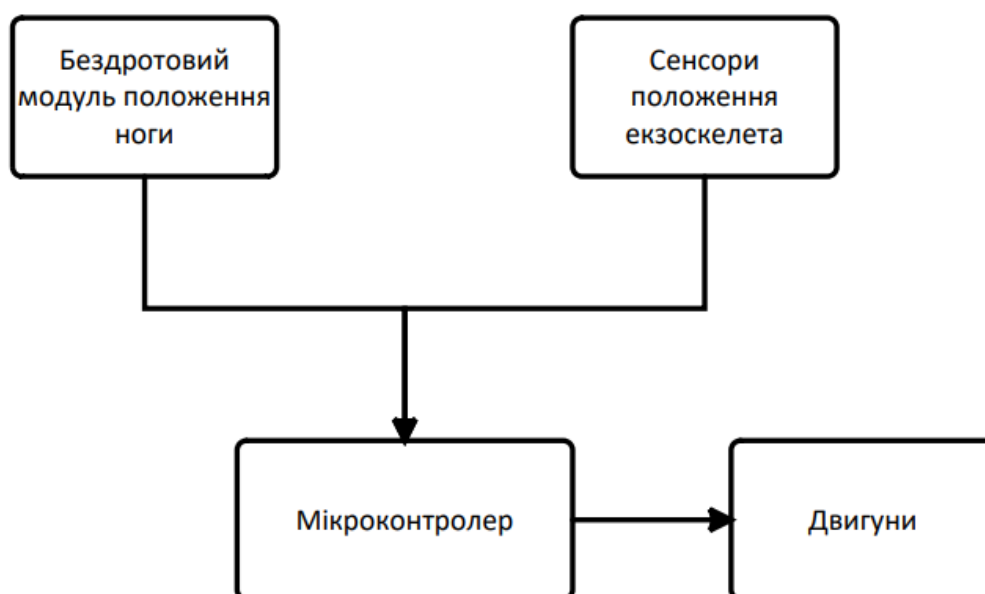 Бездротовий
модуль положення
ноги
Сенсори
положення
екзоскелета
Мікроконтролер
Двигуни